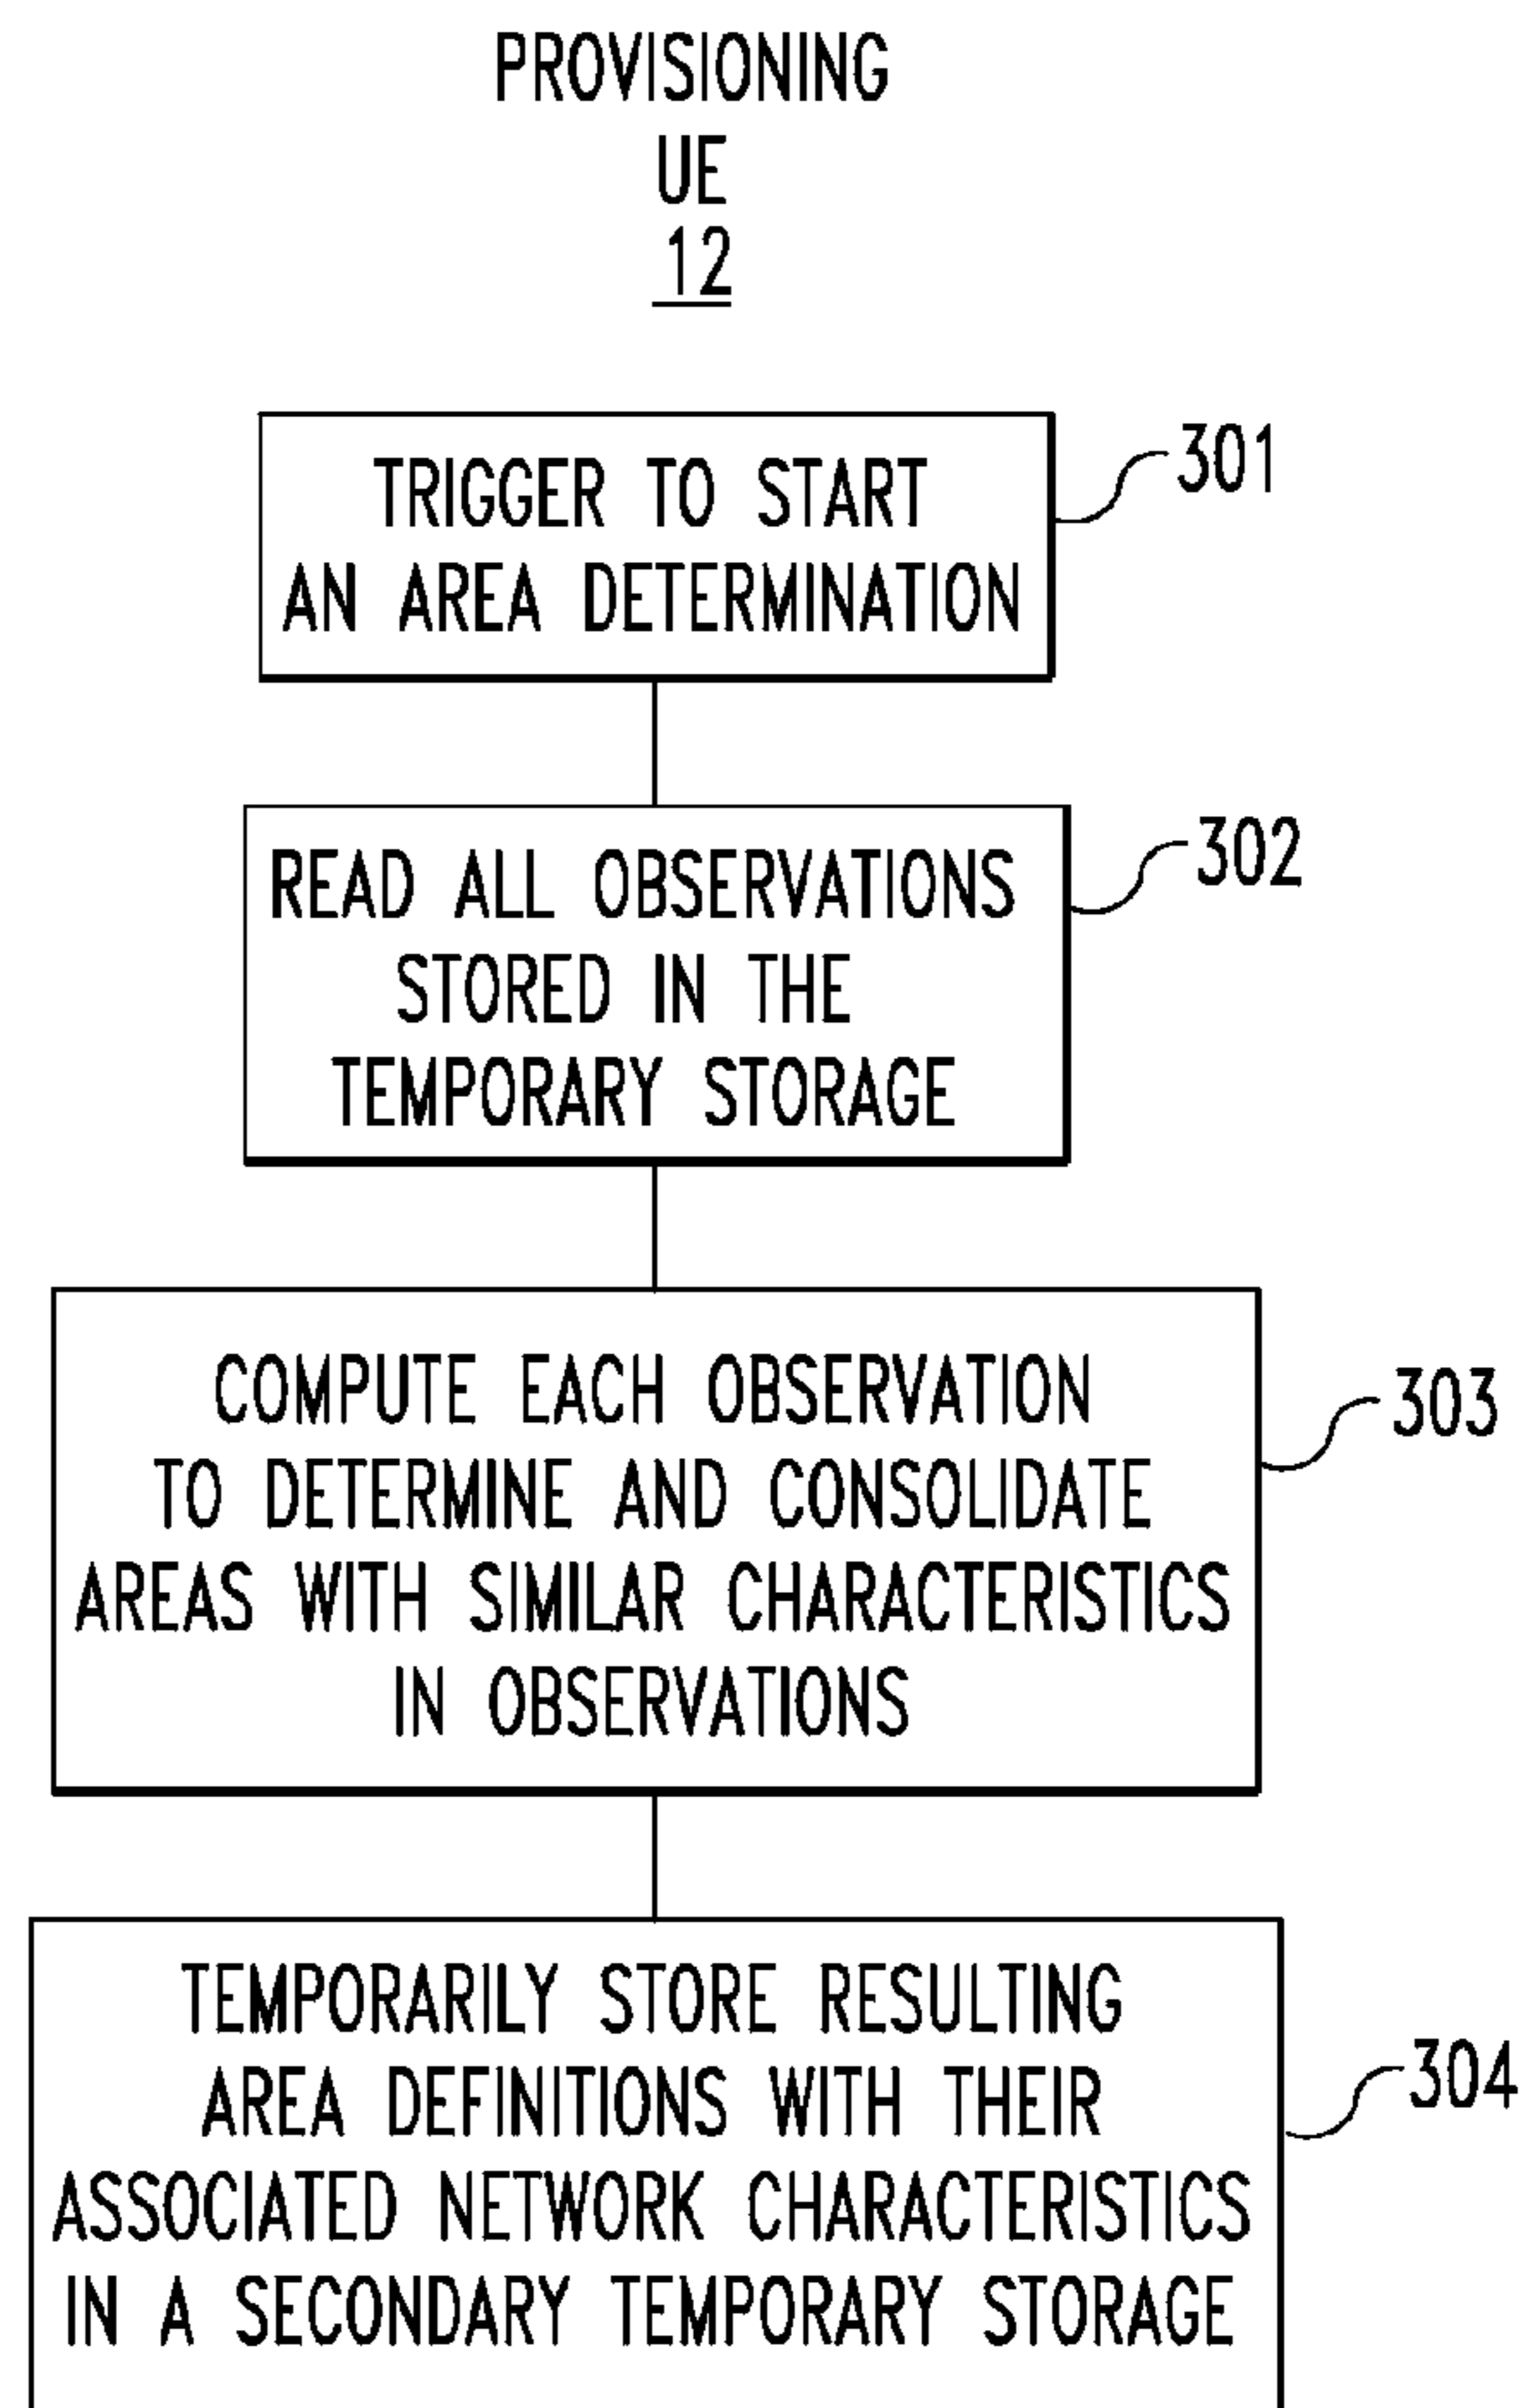 PROVISIONING
UE
12
TRIGGER TO START
AN AREA DETERMINATION
301
READ ALL OBSERVATIONS
STORED IN THE
TEMPORARY STORAGE
302
COMPUTE EACH OBSERVATION
TO DETERMINE AND CONSOLIDATE
AREAS WITH SIMILAR CHARACTERISTICS
IN OBSERVATIONS
303
TEMPORARILY STORE RESULTING
AREA DEFINITIONS WITH THEIR
ASSOCIATED NETWORK CHARACTERISTICS
IN A SECONDARY TEMPORARY STORAGE
304